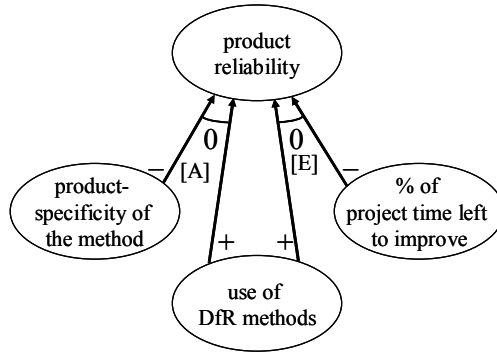 product
reliability
0
0
[A]
[E]
−
−
product-
specificity of
the method
% of
project time left
to improve
+
+
use of
DfR methods